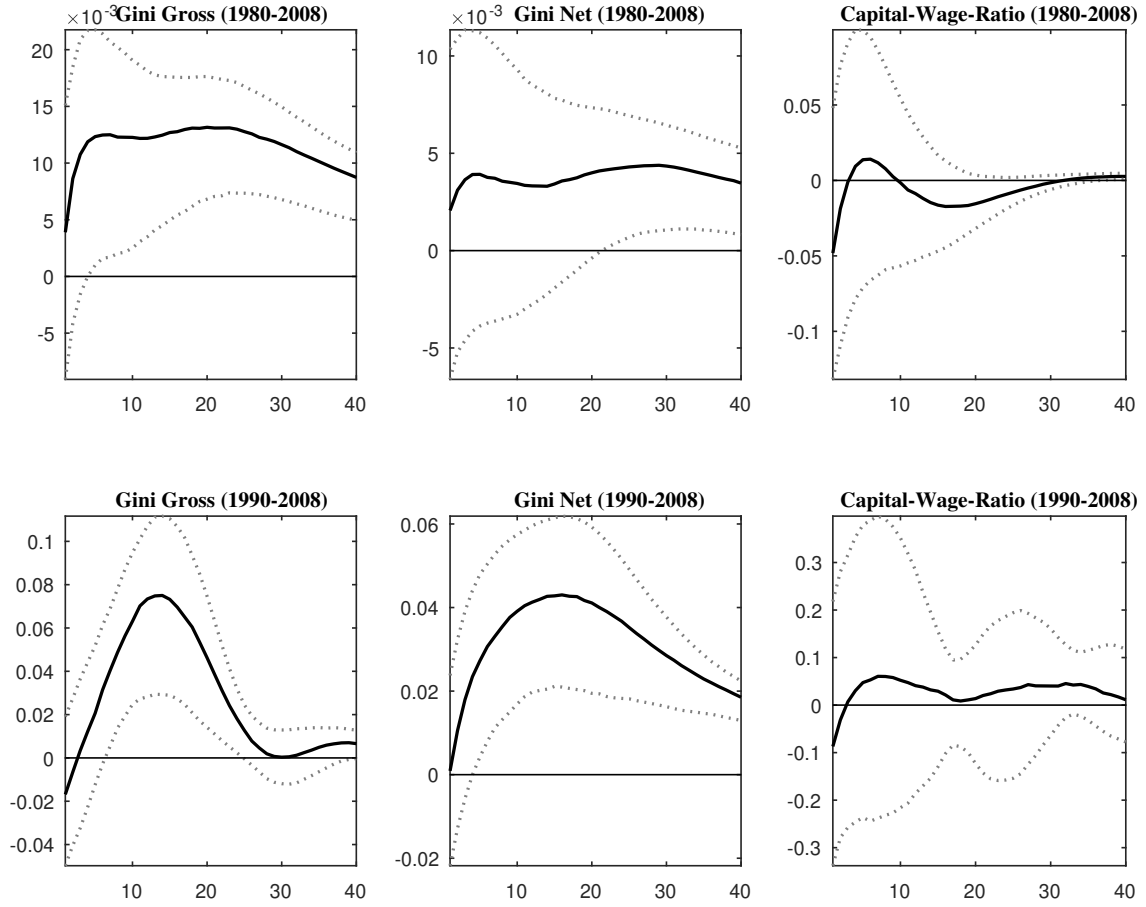 ×10⁻³ Gini Gross (1980-2008)
20
15
10
5
0
-5
10 20 30 40
×10⁻³ Gini Net (1980-2008)
10
5
0
-5
10 20 30 40
Capital-Wage-Ratio (1980-2008)
0.05
0
-0.05
-0.1
10 20 30 40
Gini Gross (1990-2008)
0.1
0.08
0.06
0.04
0.02
0
-0.02
-0.04
10 20 30 40
Gini Net (1990-2008)
0.06
0.04
0.02
0
-0.02
10 20 30 40
Capital-Wage-Ratio (1990-2008)
0.3
0.2
0.1
0
-0.1
-0.2
-0.3
10 20 30 40